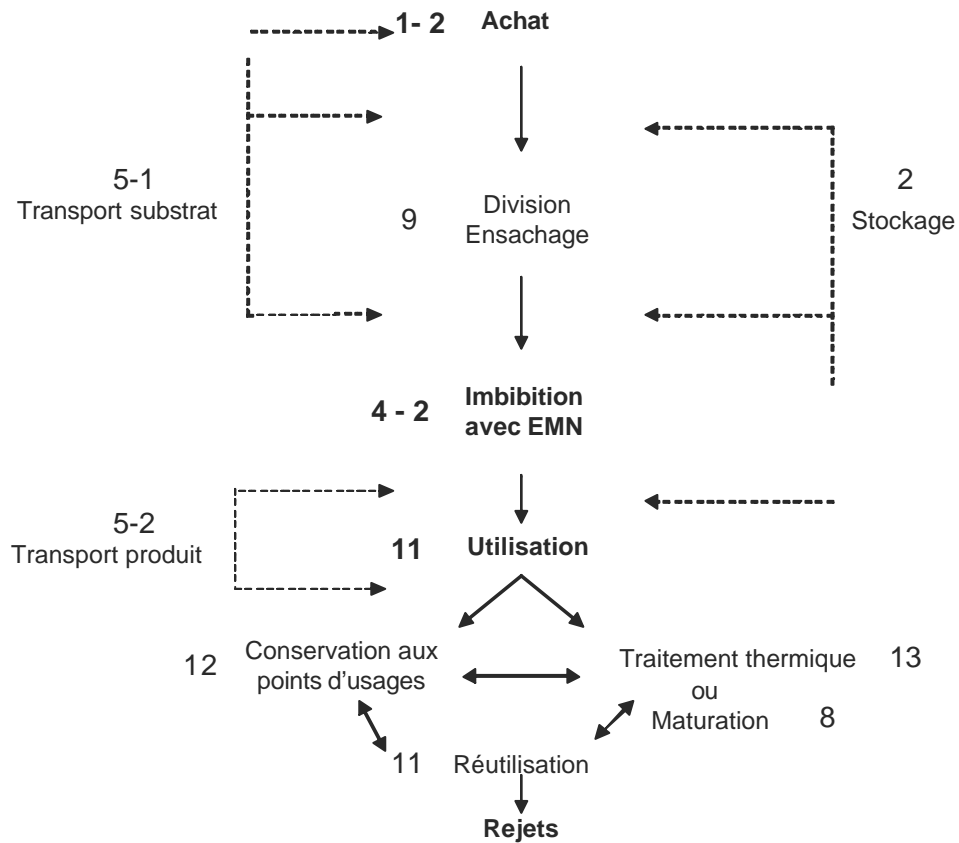 1- 2 Achat
5-1
Transport substrat
9
Division
Ensachage
2
Stockage
4 - 2
Imbibition
avec EMN
5-2
Transport produit
11 Utilisation
12
Conservation aux
points d'usages
Traitement thermique 13
ou
Maturation 8
11 Réutilisation
Rejets